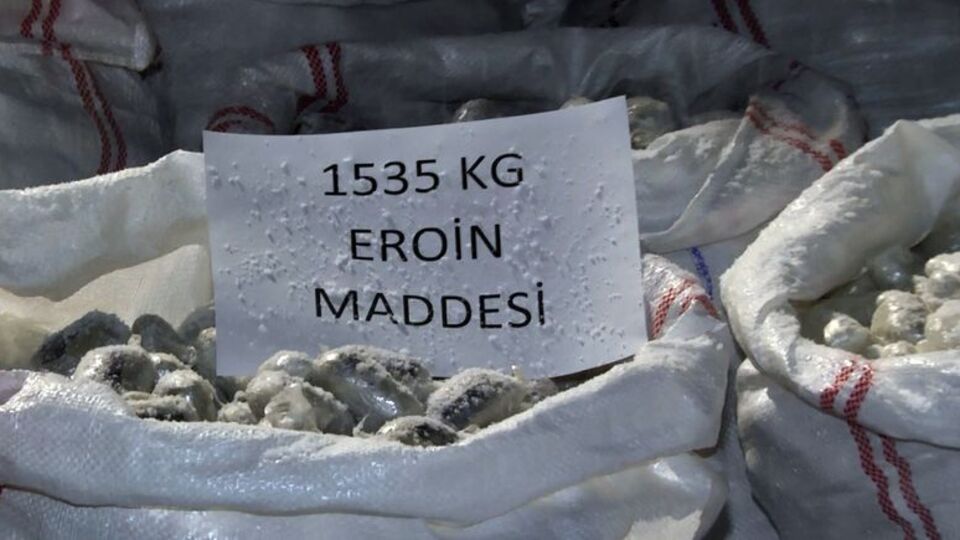 1535 KG
EROİN
MADDESİ